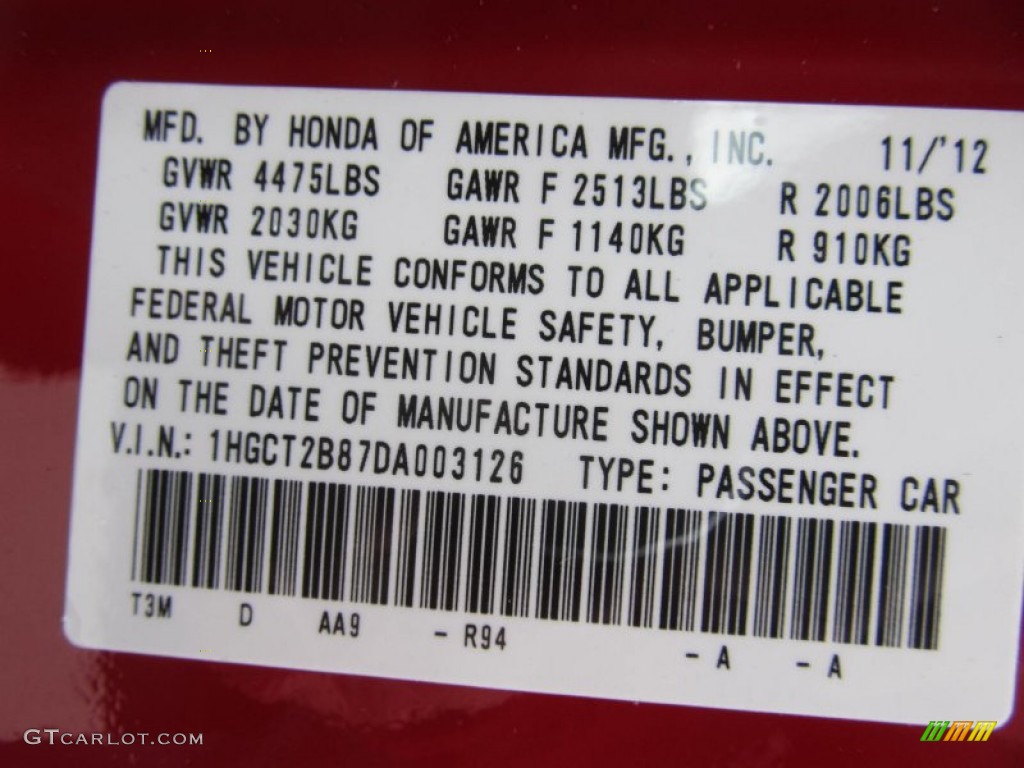 MFD. BY HONDA OF AMERICA MFG., INC. 11/'12
GVWR 4475LBS GAWR F 2513LBS R 2006LBS
GVWR 2030KG GAWR F 1140KG R 910KG
THIS VEHICLE CONFORMS TO ALL APPLICABLE
FEDERAL MOTOR VEHICLE SAFETY, BUMPER,
AND THEFT PREVENTION STANDARDS IN EFFECT
ON THE DATE OF MANUFACTURE SHOWN ABOVE.
V.I.N.: 1HGCT2B87DA003126 TYPE: PASSENGER CAR
T3M D AA9 - R94 - A - A
GTCARLOT.COM